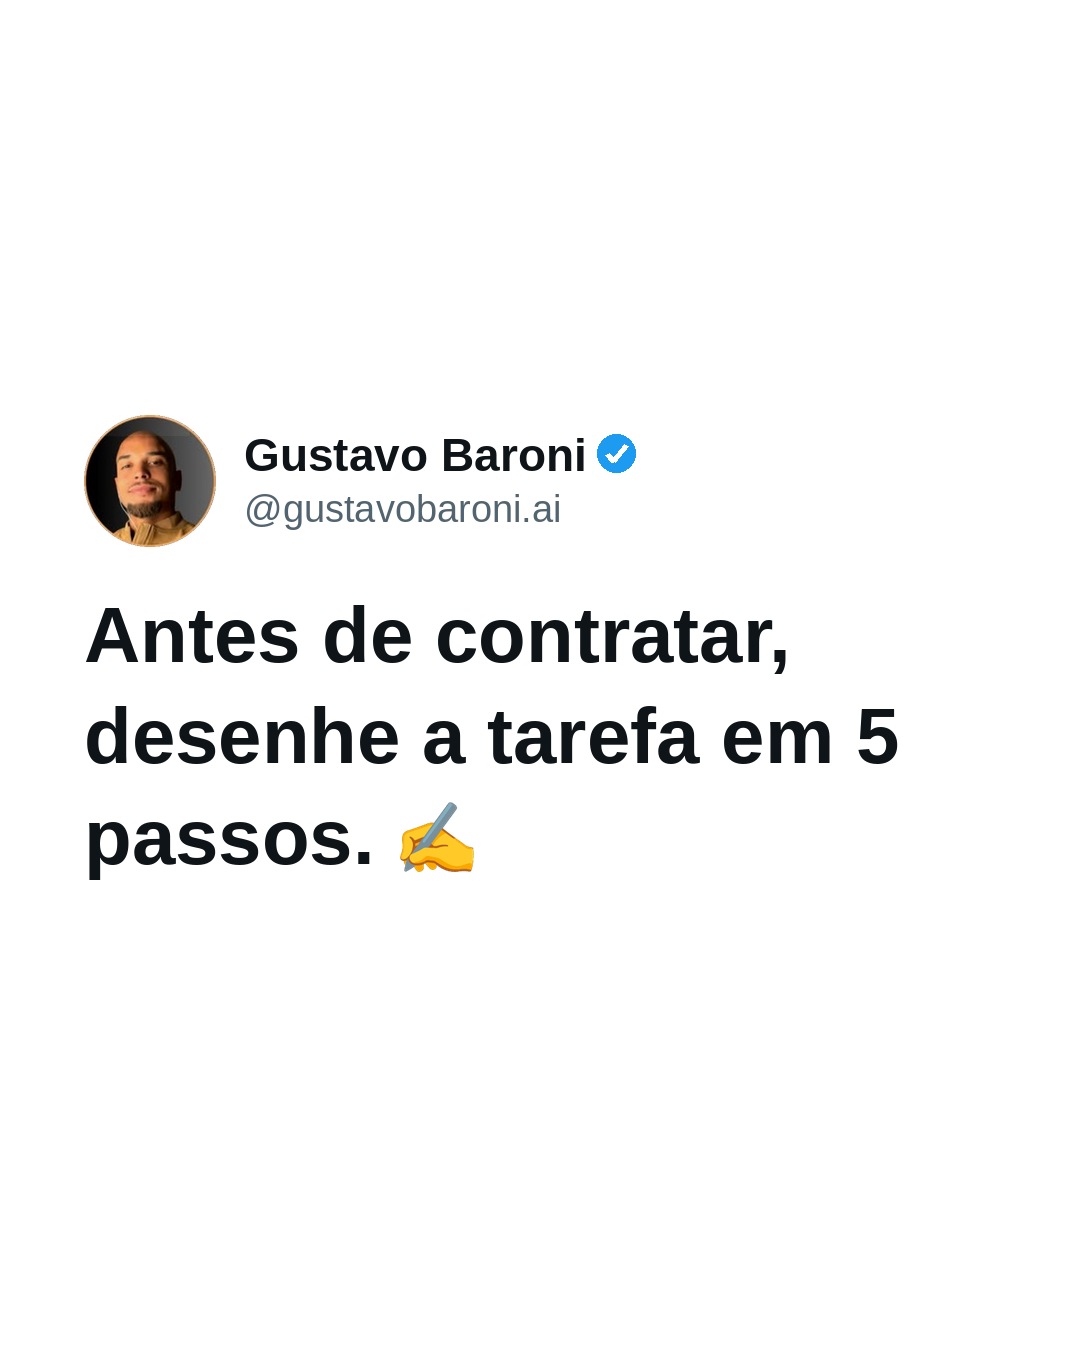 Gustavo Baroni
@gustavobaroni.ai
Antes de contratar,
desenhe a tarefa em 5
passos. ✍️